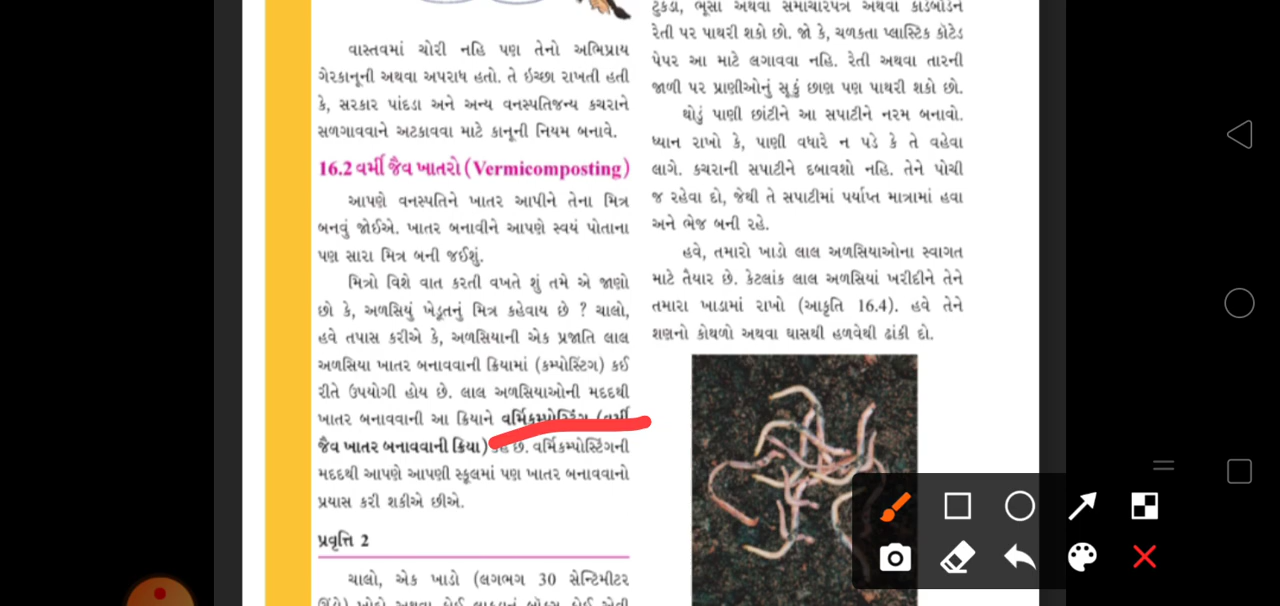 વાસ્તવમાં ચોરી નહિ પણ તેનો અભિપ્રાય
ગેરકાનૂની અથવા અપરાધ હતો. તે ઇચ્છા રાખતી હતી
કે, સરકાર પાંદડા અને અન્ય વનસ્પતિજન્ય કચરાને
સળગાવવાને અટકાવવા માટે કાનૂની નિયમ બનાવે.
16.2 વર્મી જૈવ ખાતરો (Vermicomposting)
આપણે વનસ્પતિને ખાતર આપીને તેના મિત્ર
બનવું જોઈએ. ખાતર બનાવીને આપણે સ્વયં પોતાના
પણ સારા મિત્ર બની જઈશું.
મિત્રો વિશે વાત કરતી વખતે શું તમે એ જાણો
છો કે, અળસિયું ખેડૂતનું મિત્ર કહેવાય છે ? ચાલો,
હવે તપાસ કરીએ કે, અળસિયાની એક પ્રજાતિ લાલ
અળસિયા ખાતર બનાવવાની ક્રિયામાં (કમ્પોસ્ટિંગ) કઈ
રીતે ઉપયોગી હોય છે. લાલ અળસિયાઓની મદદથી
ખાતર બનાવવાની આ ક્રિયાને વર્મિકમ્પોસ્ટિંગ (વર્મી
જૈવ ખાતર બનાવવાની ક્રિયા) કહે છે. વર્મિકમ્પોસ્ટિંગની
મદદથી આપણે આપણી સ્કૂલમાં પણ ખાતર બનાવવાનો
પ્રયાસ કરી શકીએ છીએ.
પ્રવૃત્તિ 2
ચાલો, એક ખાડો (લગભગ 30 સેન્ટિમીટર
ટુકડા, ભૂસા અથવા સમાચારપત્ર અથવા કાર્ડબોર્ડને
રેતી પર પાથરી શકો છો. જો કે, ચળકતા પ્લાસ્ટિક કૉટેડ
પેપર આ માટે લગાવવા નહિ. રેતી અથવા તારની
જાળી પર પ્રાણીઓનું સૂકું છાણ પણ પાથરી શકો છો.
થોડું પાણી છાંટીને આ સપાટીને નરમ બનાવો.
ધ્યાન રાખો કે, પાણી વધારે ન પડે કે તે વહેવા
લાગે. કચરાની સપાટીને દબાવશો નહિ. તેને પોચી
જ રહેવા દો, જેથી તે સપાટીમાં પર્યાપ્ત માત્રામાં હવા
અને ભેજ બની રહે.
હવે, તમારો ખાડો લાલ અળસિયાઓના સ્વાગત
માટે તૈયાર છે. કેટલાંક લાલ અળસિયાં ખરીદીને તેને
તમારા ખાડામાં રાખો (આકૃતિ 16.4). હવે તેને
શણનો કોથળો અથવા ઘાસથી હળવેથી ઢાંકી દો.